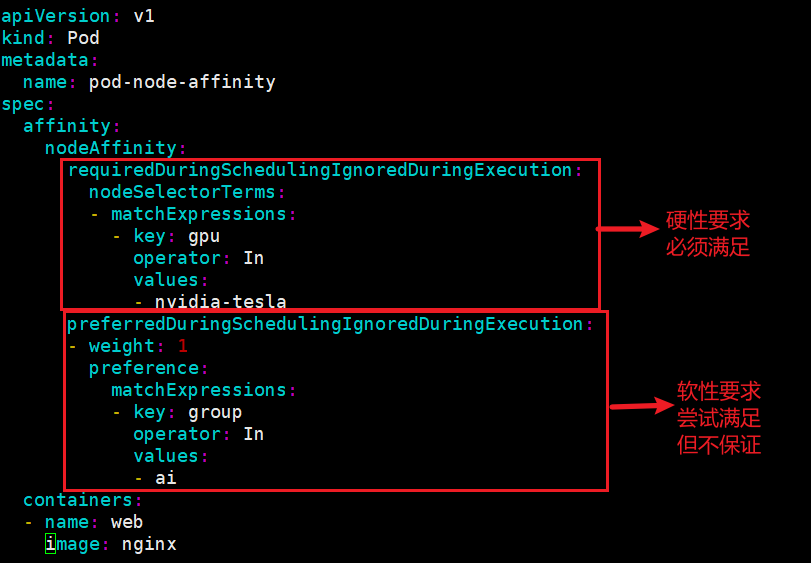 apiVersion: v1
kind: Pod
metadata:
  name: pod-node-affinity
spec:
  affinity:
    nodeAffinity:
      requiredDuringSchedulingIgnoredDuringExecution:
        nodeSelectorTerms:
        - matchExpressions:
          - key: gpu
            operator: In
            values:
            - nvidia-tesla
      preferredDuringSchedulingIgnoredDuringExecution:
      - weight: 1
        preference:
          matchExpressions:
          - key: group
            operator: In
            values:
            - ai
  containers:
  - name: web
    image: nginx
硬性要求
必须满足
软性要求
尝试满足
但不保证